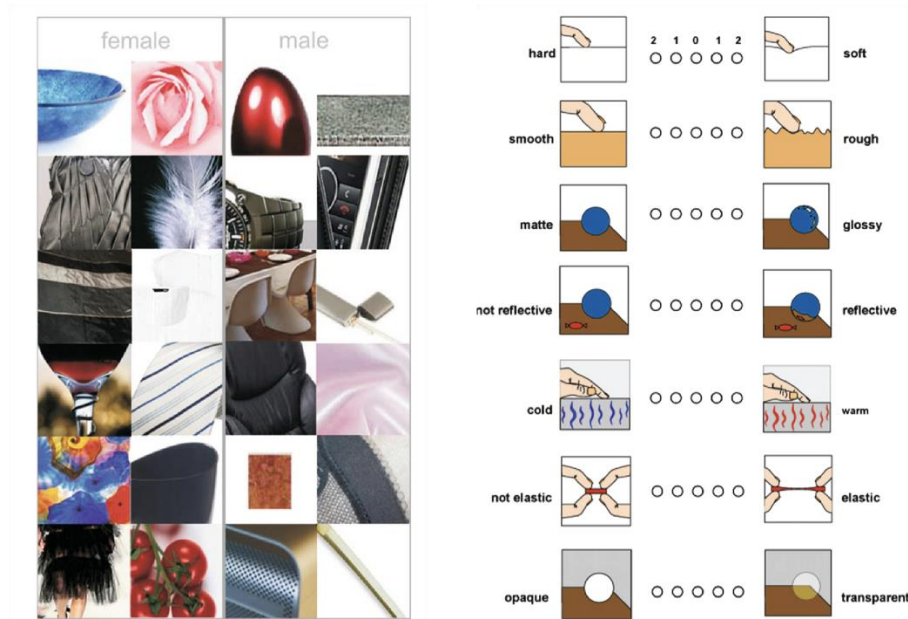 female male
hard 2 1 0 1 2 soft
smooth rough
matte glossy
not reflective reflective
cold warm
not elastic elastic
opaque transparent